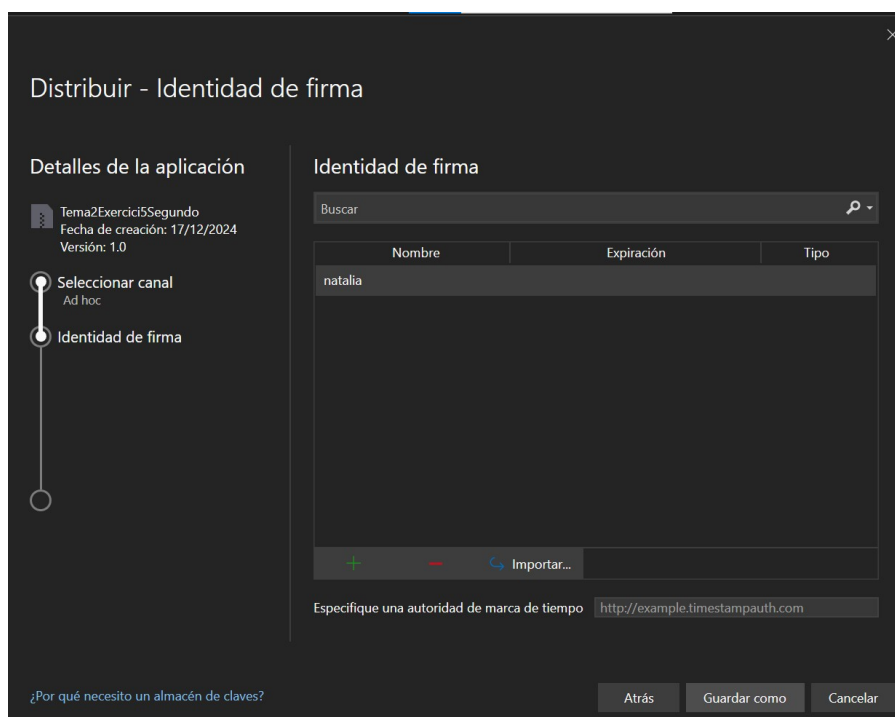 Distribuir - Identidad de firma
Detalles de la aplicación
Tema2Exercici5Segundo
Fecha de creación: 17/12/2024
Versión: 1.0
Seleccionar canal
Ad hoc
Identidad de firma
Identidad de firma
Buscar
Nombre Expiración Tipo
natalia
Importar...
Especifique una autoridad de marca de tiempo http://example.timestampauth.com
¿Por qué necesito un almacén de claves?
Atrás Guardar como Cancelar